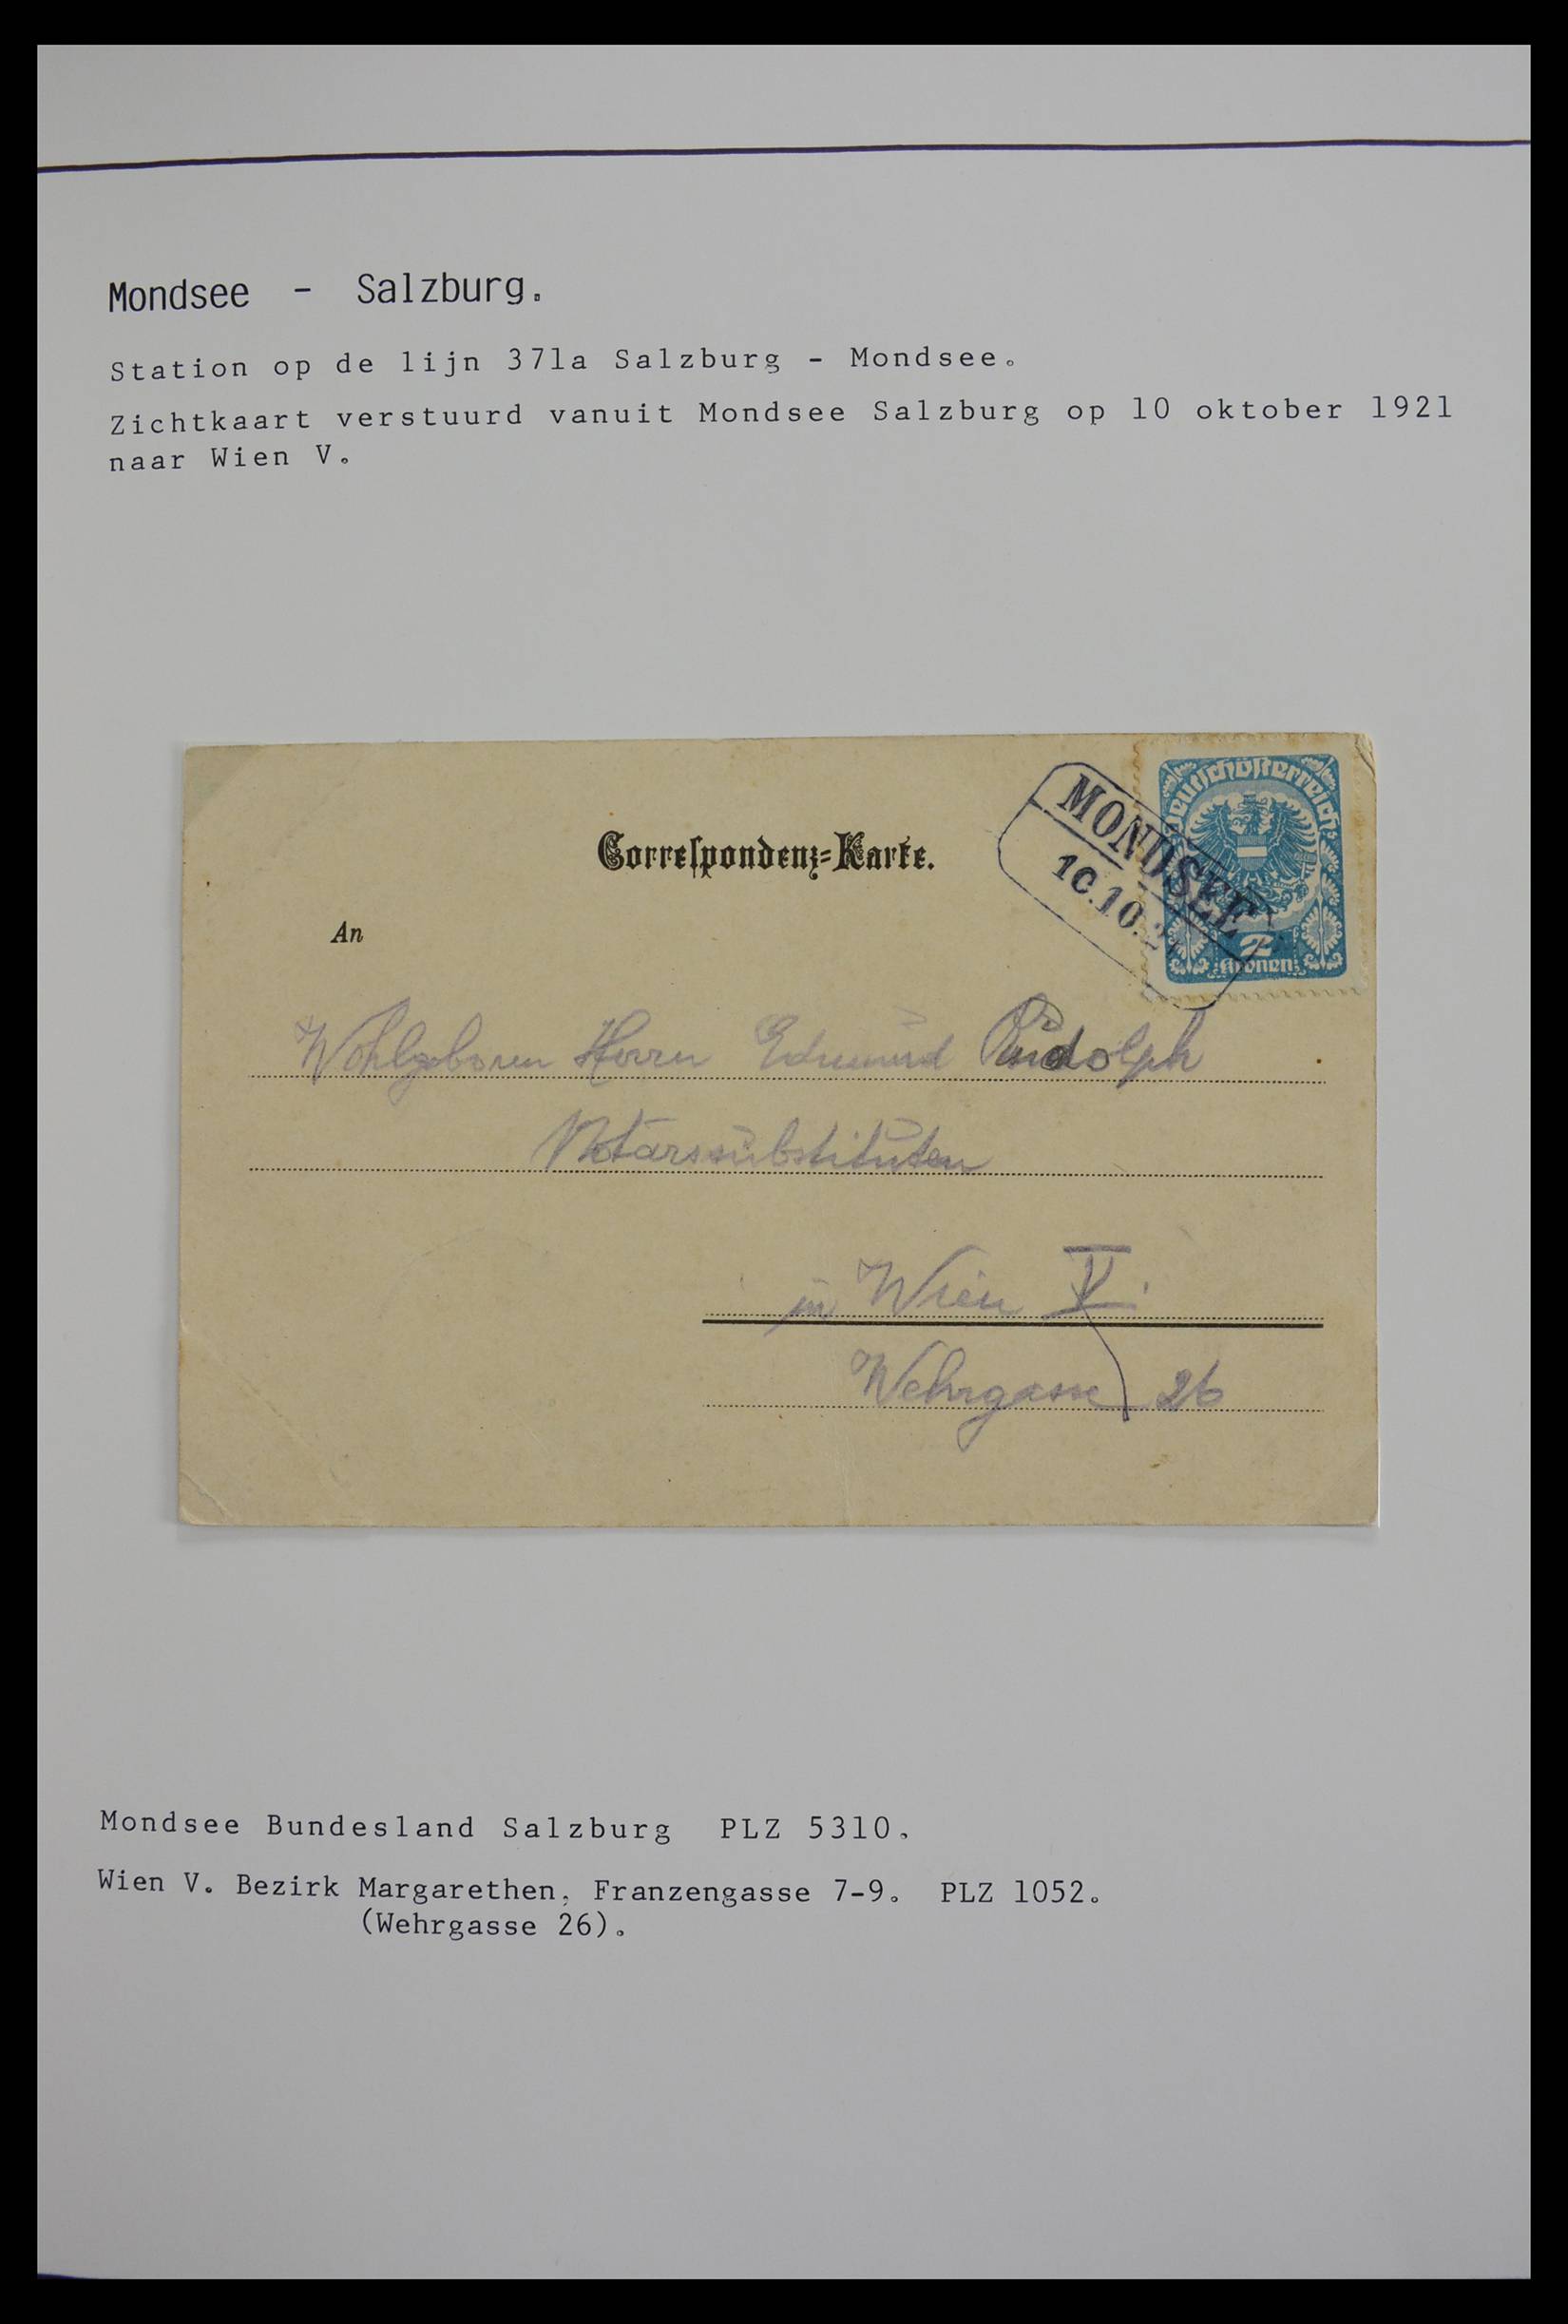 Mondsee - Salzburg.
Station op de lijn 371a Salzburg - Mondsee.
Zichtkaart verstuurd vanuit Mondsee Salzburg op 10 oktober 1921
naar Wien V.
Deutschösterreich
2
Kronen
MONDSEE
10.10.21
Correspondenz-Karte.
An
Wohlgeboren Herrn Edmund Rudolph
Notarssubstituten
in Wien V.
Wehrgasse 26
Mondsee Bundesland Salzburg PLZ 5310.
Wien V. Bezirk Margarethen, Franzengasse 7-9. PLZ 1052.
(Wehrgasse 26).